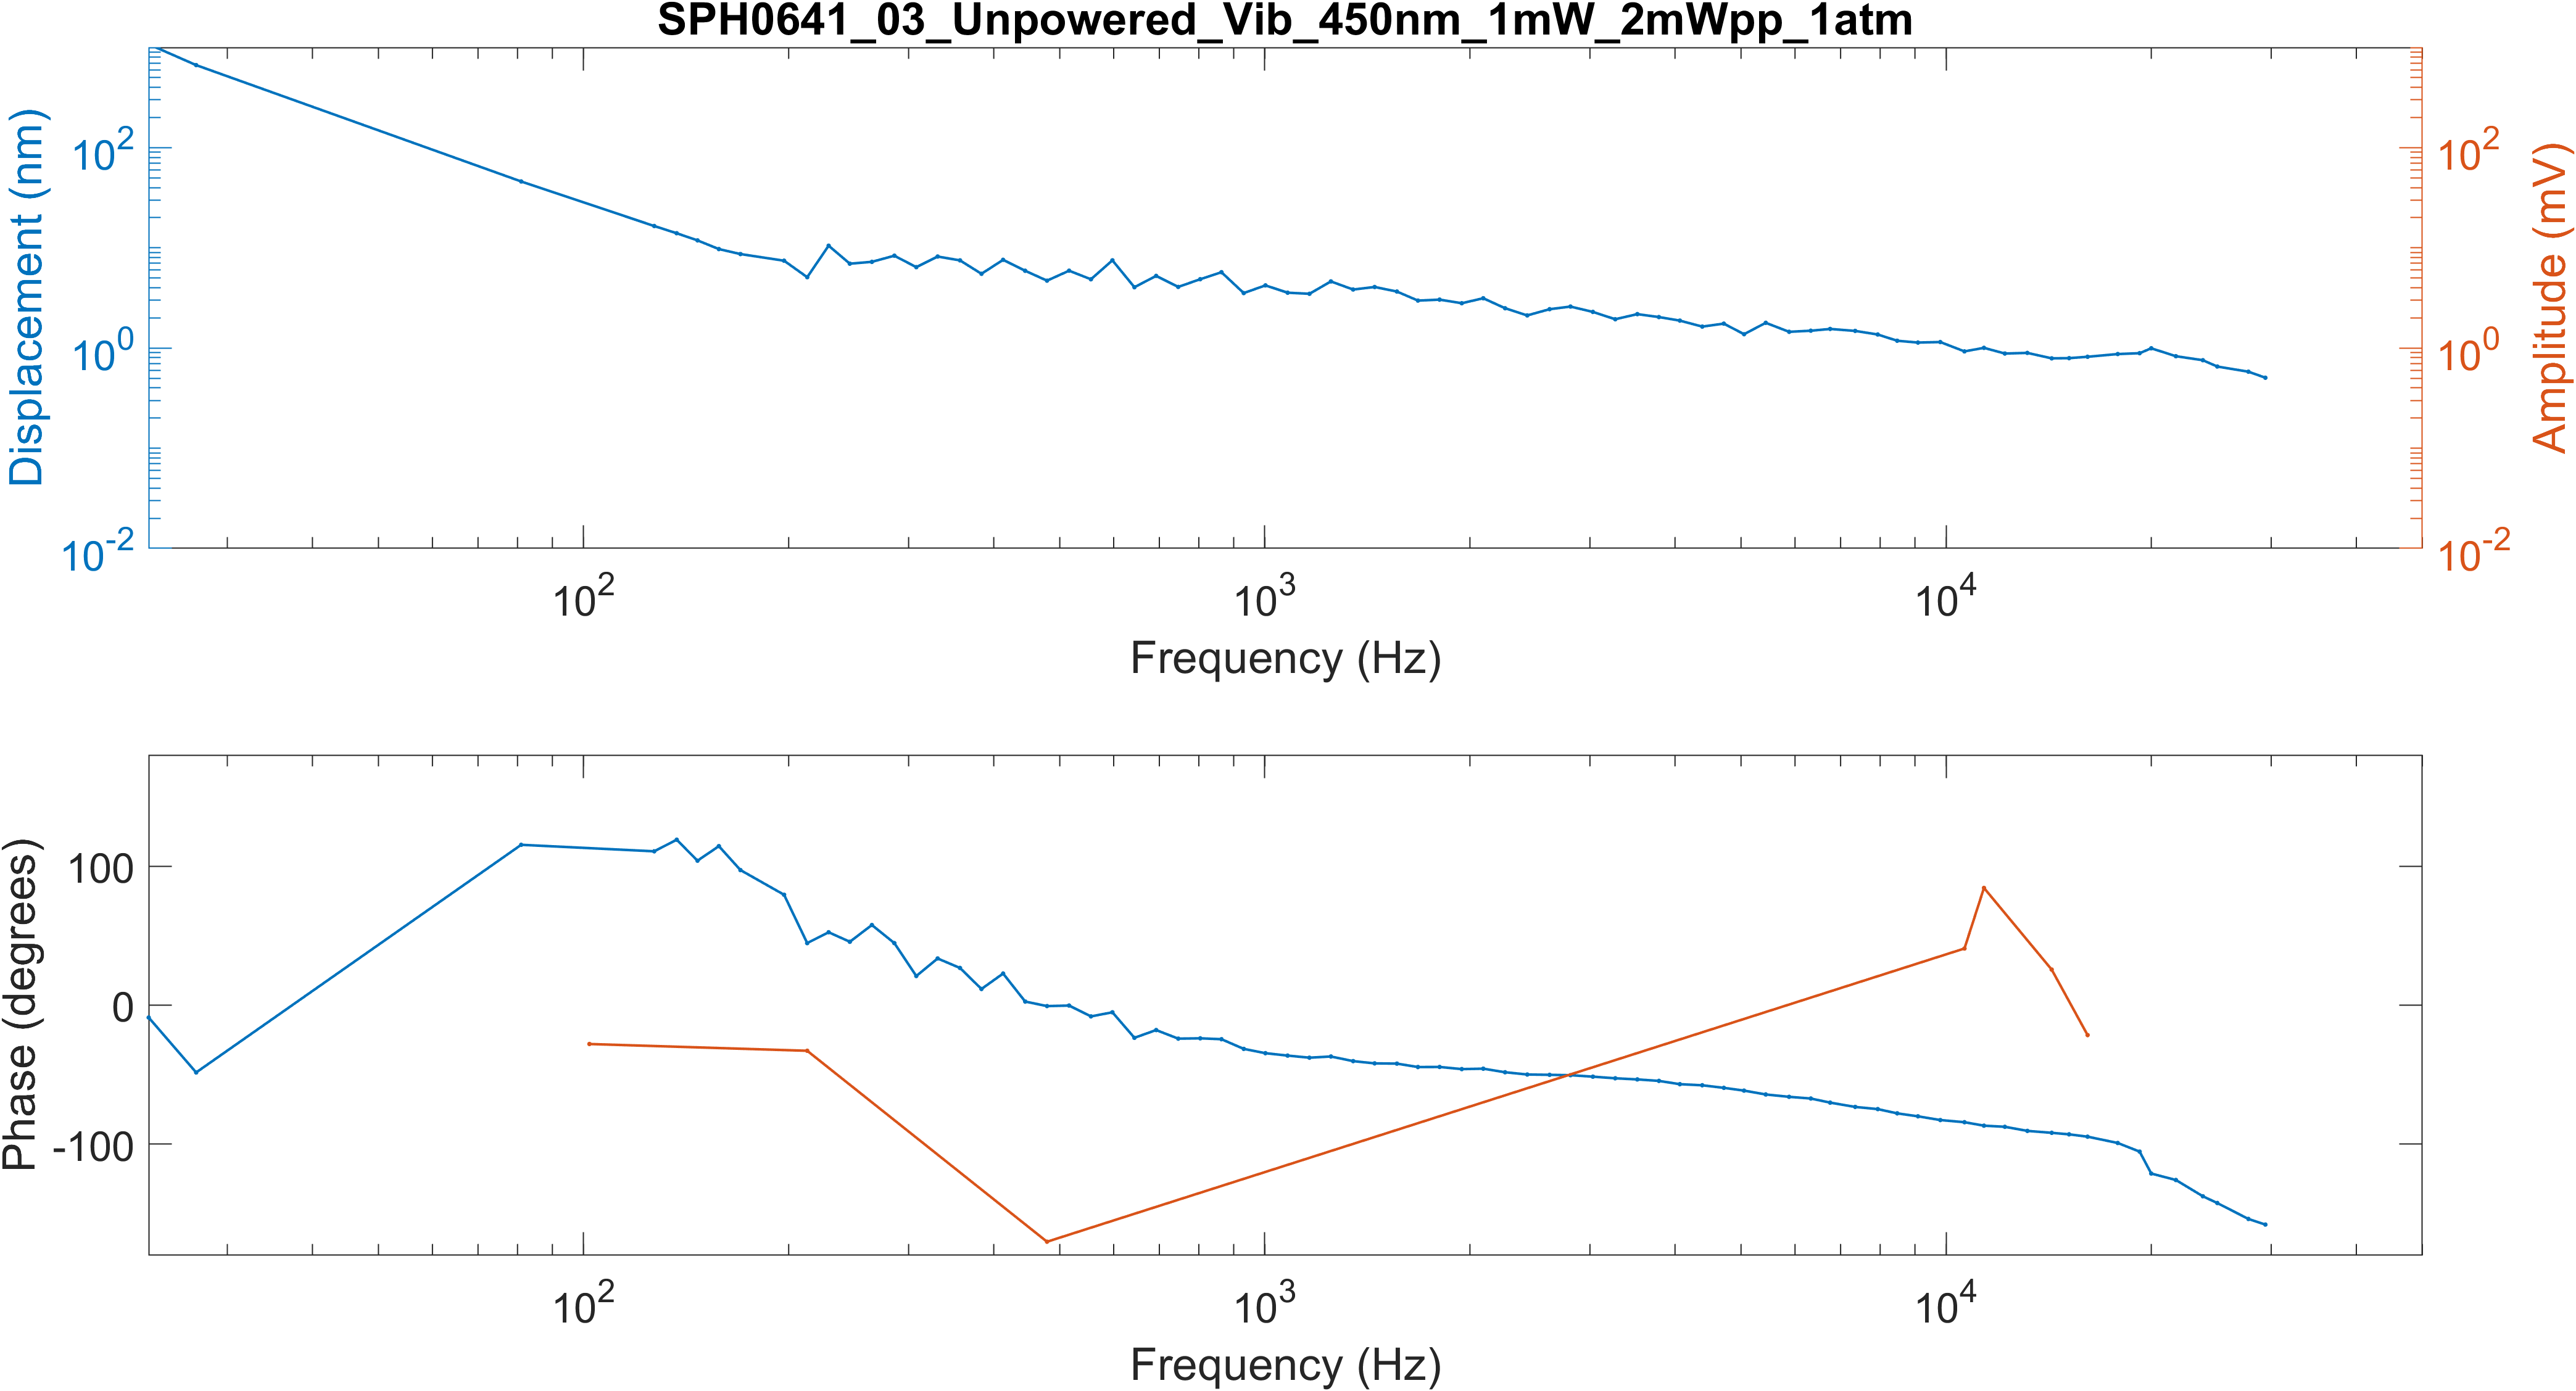 SPH0641_03_Unpowered_Vib_450nm_1mW_2mWpp_1atm
Displacement (nm)
10^2
10^0
10^-2
Amplitude (mV)
10^2
10^0
10^-2
10^2 10^3 10^4
Frequency (Hz)
Phase (degrees)
100
0
-100
10^2 10^3 10^4
Frequency (Hz)